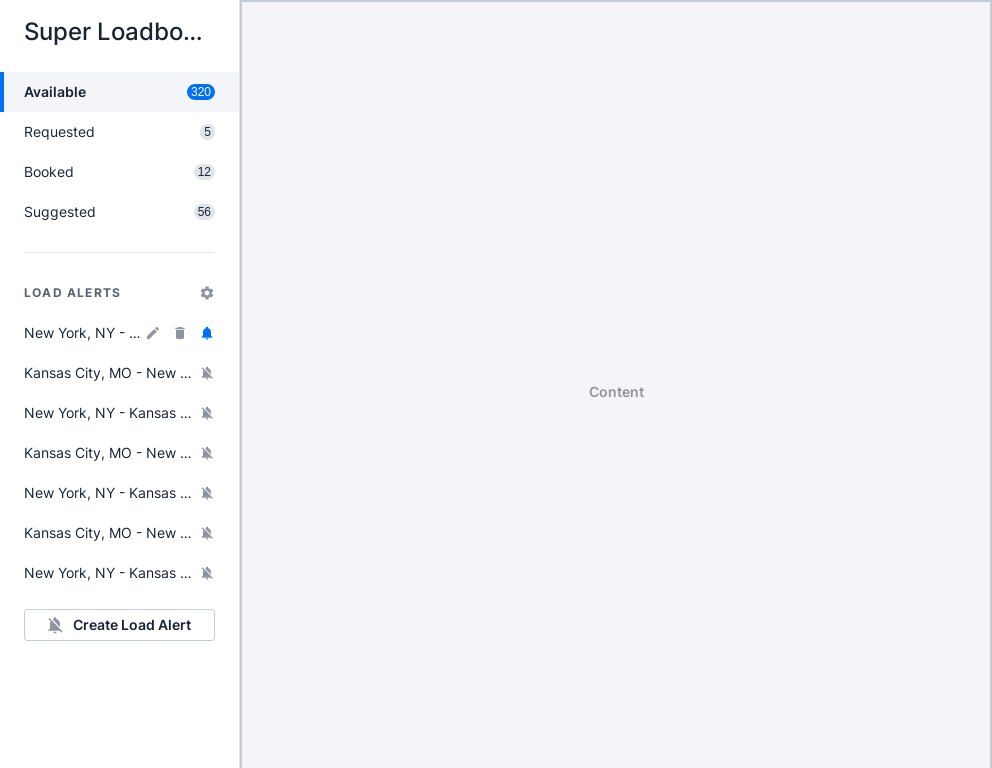 Super Loadbo...
Available 320
Requested 5
Booked 12
Suggested 56
LOAD ALERTS
New York, NY - ...
Kansas City, MO - New ...
New York, NY - Kansas ...
Kansas City, MO - New ...
New York, NY - Kansas ...
Kansas City, MO - New ...
New York, NY - Kansas ...
Create Load Alert
Content